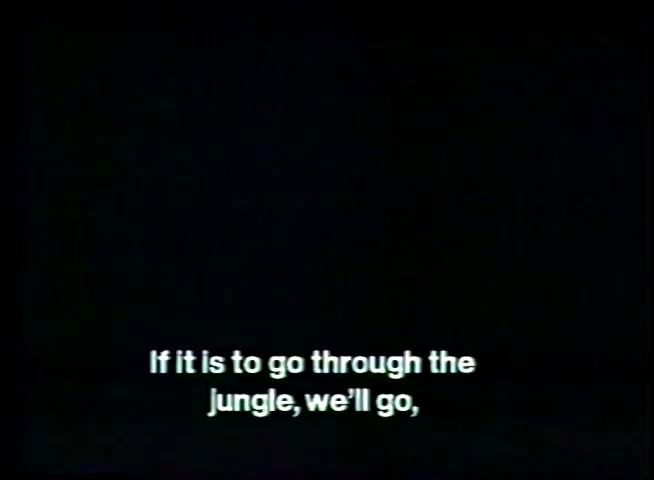 If it is to go through the
jungle, we'll go,